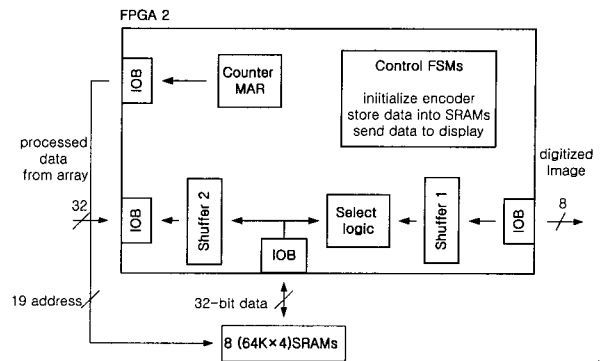 FPGA 2
IOB
Counter
MAR
Control FSMs
iniitialize encoder
store data into SRAMs
send data to display
processed
data
from array
32
IOB
Shuffer 2
IOB
Select
logic
Shuffer 1
IOB
digitized
Image
8
19 address
32-bit data
8 (64K×4)SRAMs